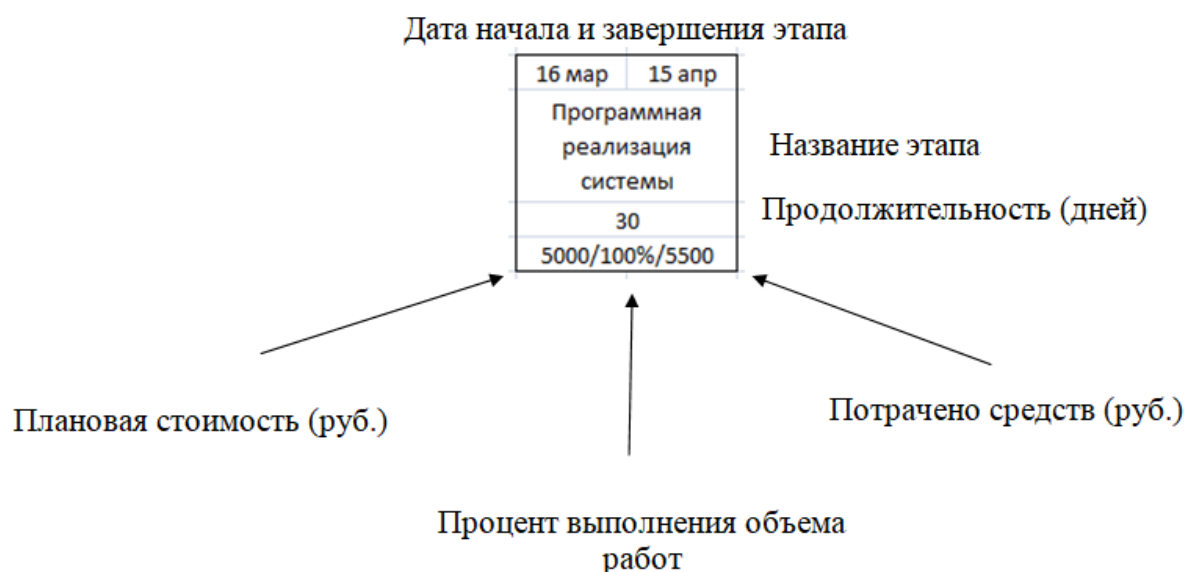 Дата начала и завершения этапа
16 мар 15 апр
Программная
реализация
системы
Название этапа
30
Продолжительность (дней)
5000/100%/5500
Плановая стоимость (руб.)
Потрачено средств (руб.)
Процент выполнения объема
работ